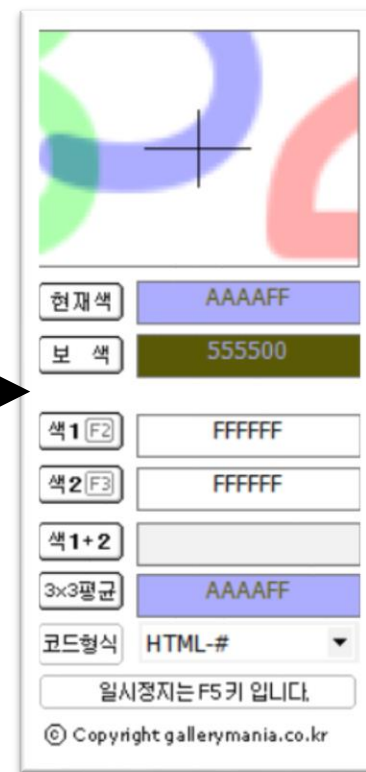 현재색 AAAAFF
보 색 555500
색1 F2 FFFFFF
색2 F3 FFFFFF
색1+2
3×3평균 AAAAFF
코드형식 HTML-#
일시정지는 F5키 입니다.
ⓒ Copyright gallerymania.co.kr